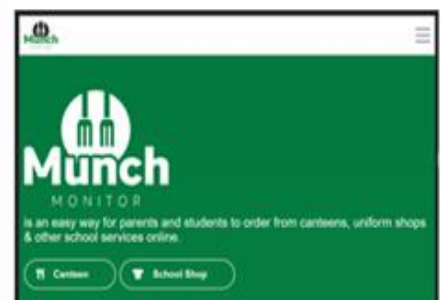 Munch
Munch
MONITOR
is an easy way for parents and students to order from canteens, uniform shops
& other school services online.
Canteen
School Shop